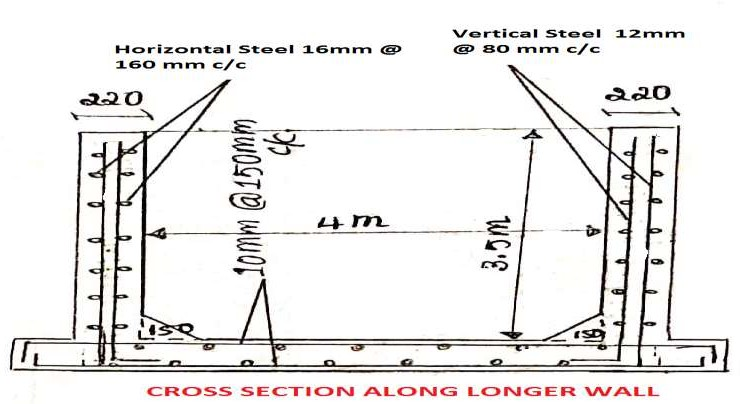 Horizontal Steel 16mm @
160 mm c/c
Vertical Steel 12mm
@ 80 mm c/c
220
220
10mm @ 150mm
c/c
4m
3.5m
150
150
CROSS SECTION ALONG LONGER WALL